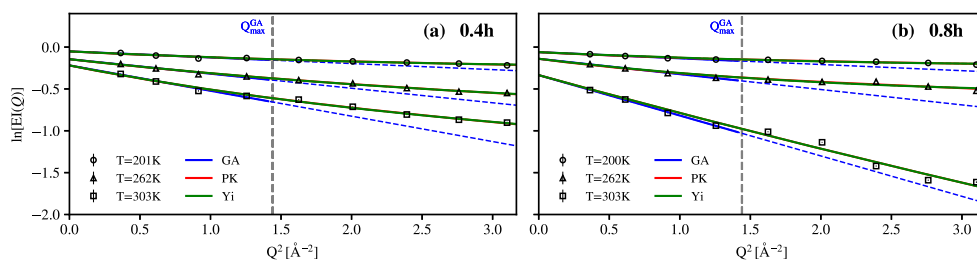 Q^GA_max
(a) 0.4h
ln[EI(Q)]
0.0
−0.5
−1.0
−1.5
−2.0
T=201K
T=262K
T=303K
GA
PK
Yi
0.0 0.5 1.0 1.5 2.0 2.5 3.0
Q² [Å⁻²]
Q^GA_max
(b) 0.8h
T=200K
T=262K
T=303K
GA
PK
Yi
0.0 0.5 1.0 1.5 2.0 2.5 3.0
Q² [Å⁻²]